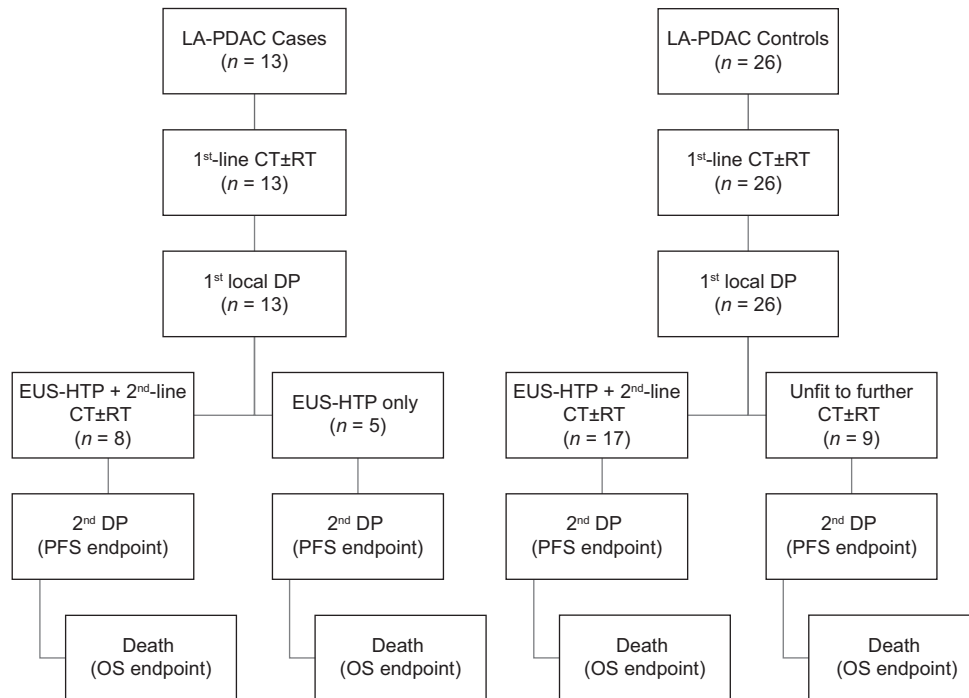 LA-PDAC Cases
(n = 13)
LA-PDAC Controls
(n = 26)
1st-line CT±RT
(n = 13)
1st-line CT±RT
(n = 26)
1st local DP
(n = 13)
1st local DP
(n = 26)
EUS-HTP + 2nd-line
CT±RT
(n = 8)
EUS-HTP only
(n = 5)
EUS-HTP + 2nd-line
CT±RT
(n = 17)
Unfit to further
CT±RT
(n = 9)
2nd DP
(PFS endpoint)
2nd DP
(PFS endpoint)
2nd DP
(PFS endpoint)
2nd DP
(PFS endpoint)
Death
(OS endpoint)
Death
(OS endpoint)
Death
(OS endpoint)
Death
(OS endpoint)